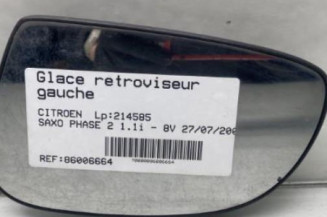 Glace retroviseur
gauche
CITROEN Lp:214585
SAXO PHASE 2 1.1i - 8V 27/07/200
REF:86006664